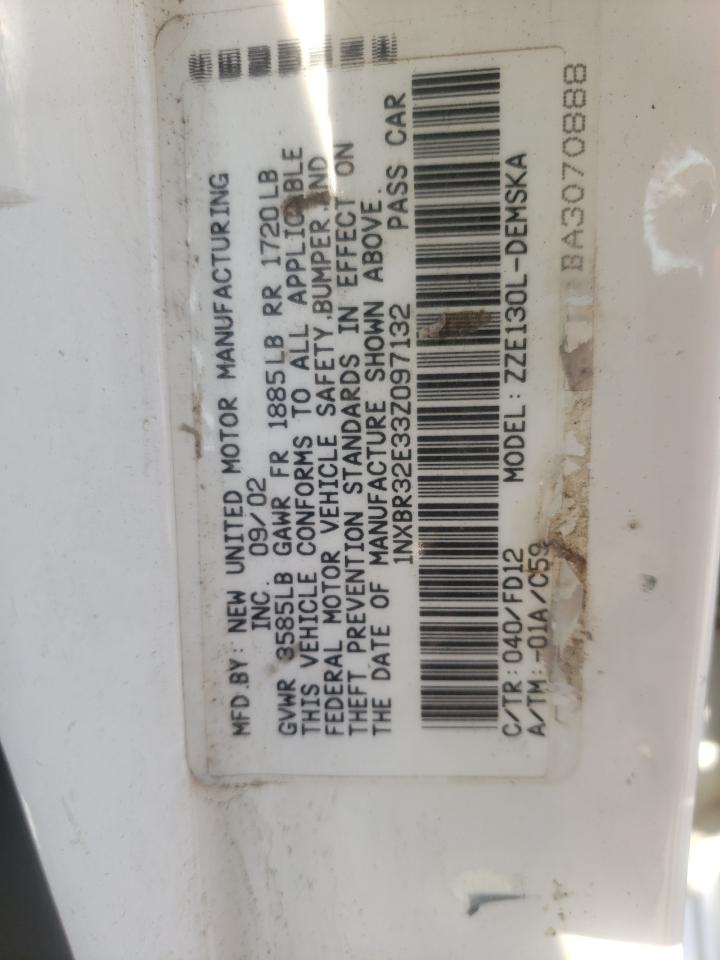 MFD.BY: NEW UNITED MOTOR MANUFACTURING
INC. 09/02
GVWR 3585LB GAWR FR 1885LB RR 1720LB
THIS VEHICLE CONFORMS TO ALL APPLICABLE
FEDERAL MOTOR VEHICLE SAFETY,BUMPER,AND
THEFT PREVENTION STANDARDS IN EFFECT ON
THE DATE OF MANUFACTURE SHOWN ABOVE.
1NXBR32E33Z097132 PASS CAR
C/TR: 040/FD12 MODEL: ZZE130L-DEMSKA
A/TM: -01A/C59
BA3070888